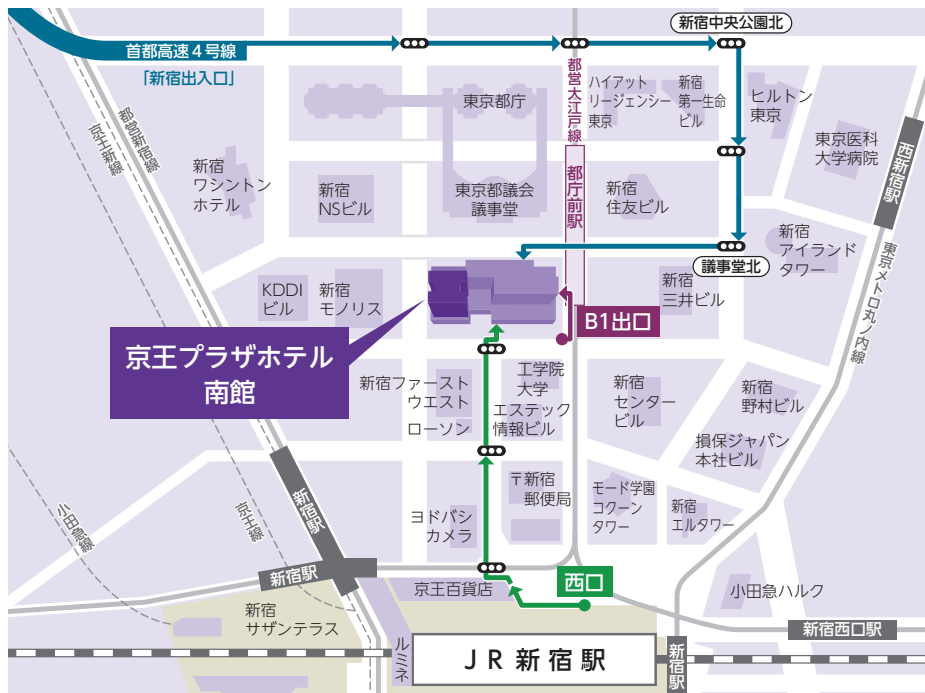 新宿中央公園北
首都高速4号線
「新宿出入口」
都営大江戸線
ハイアット
リージェンシー
東京
新宿
第一生命
ビル
ヒルトン
東京
東京都庁
京王新線
都営新宿線
東京医科
大学病院
西新宿駅
新宿
ワシントン
ホテル
新宿
NSビル
東京都議会
議事堂
都庁前駅
新宿
住友ビル
新宿
アイランド
タワー
議事堂北
東京メトロ丸ノ内線
KDDI
ビル
新宿
モノリス
新宿
三井ビル
B1出口
京王プラザホテル
南館
新宿ファースト
ウエスト
ローソン
工学院
大学
エステック
情報ビル
新宿
センター
ビル
新宿
野村ビル
損保ジャパン
本社ビル
新宿駅
小田急線
京王線
ヨドバシ
カメラ
〒新宿
郵便局
モード学園
コクーン
タワー
新宿
エルタワー
新宿駅
京王百貨店
西口
小田急ハルク
新宿
サザンテラス
新宿西口駅
ルミネ
JR新宿駅
新宿駅